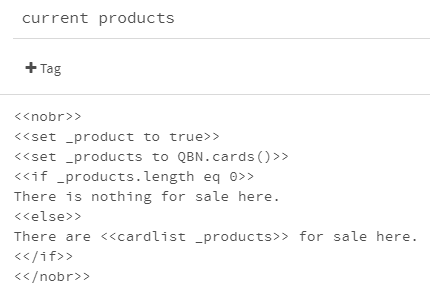 current products
+ Tag
<<nobr>>
<<set _product to true>>
<<set _products to QBN.cards()>>
<<if _products.length eq 0>>
There is nothing for sale here.
<<else>>
There are <<cardlist _products>> for sale here.
<</if>>
<</nobr>>